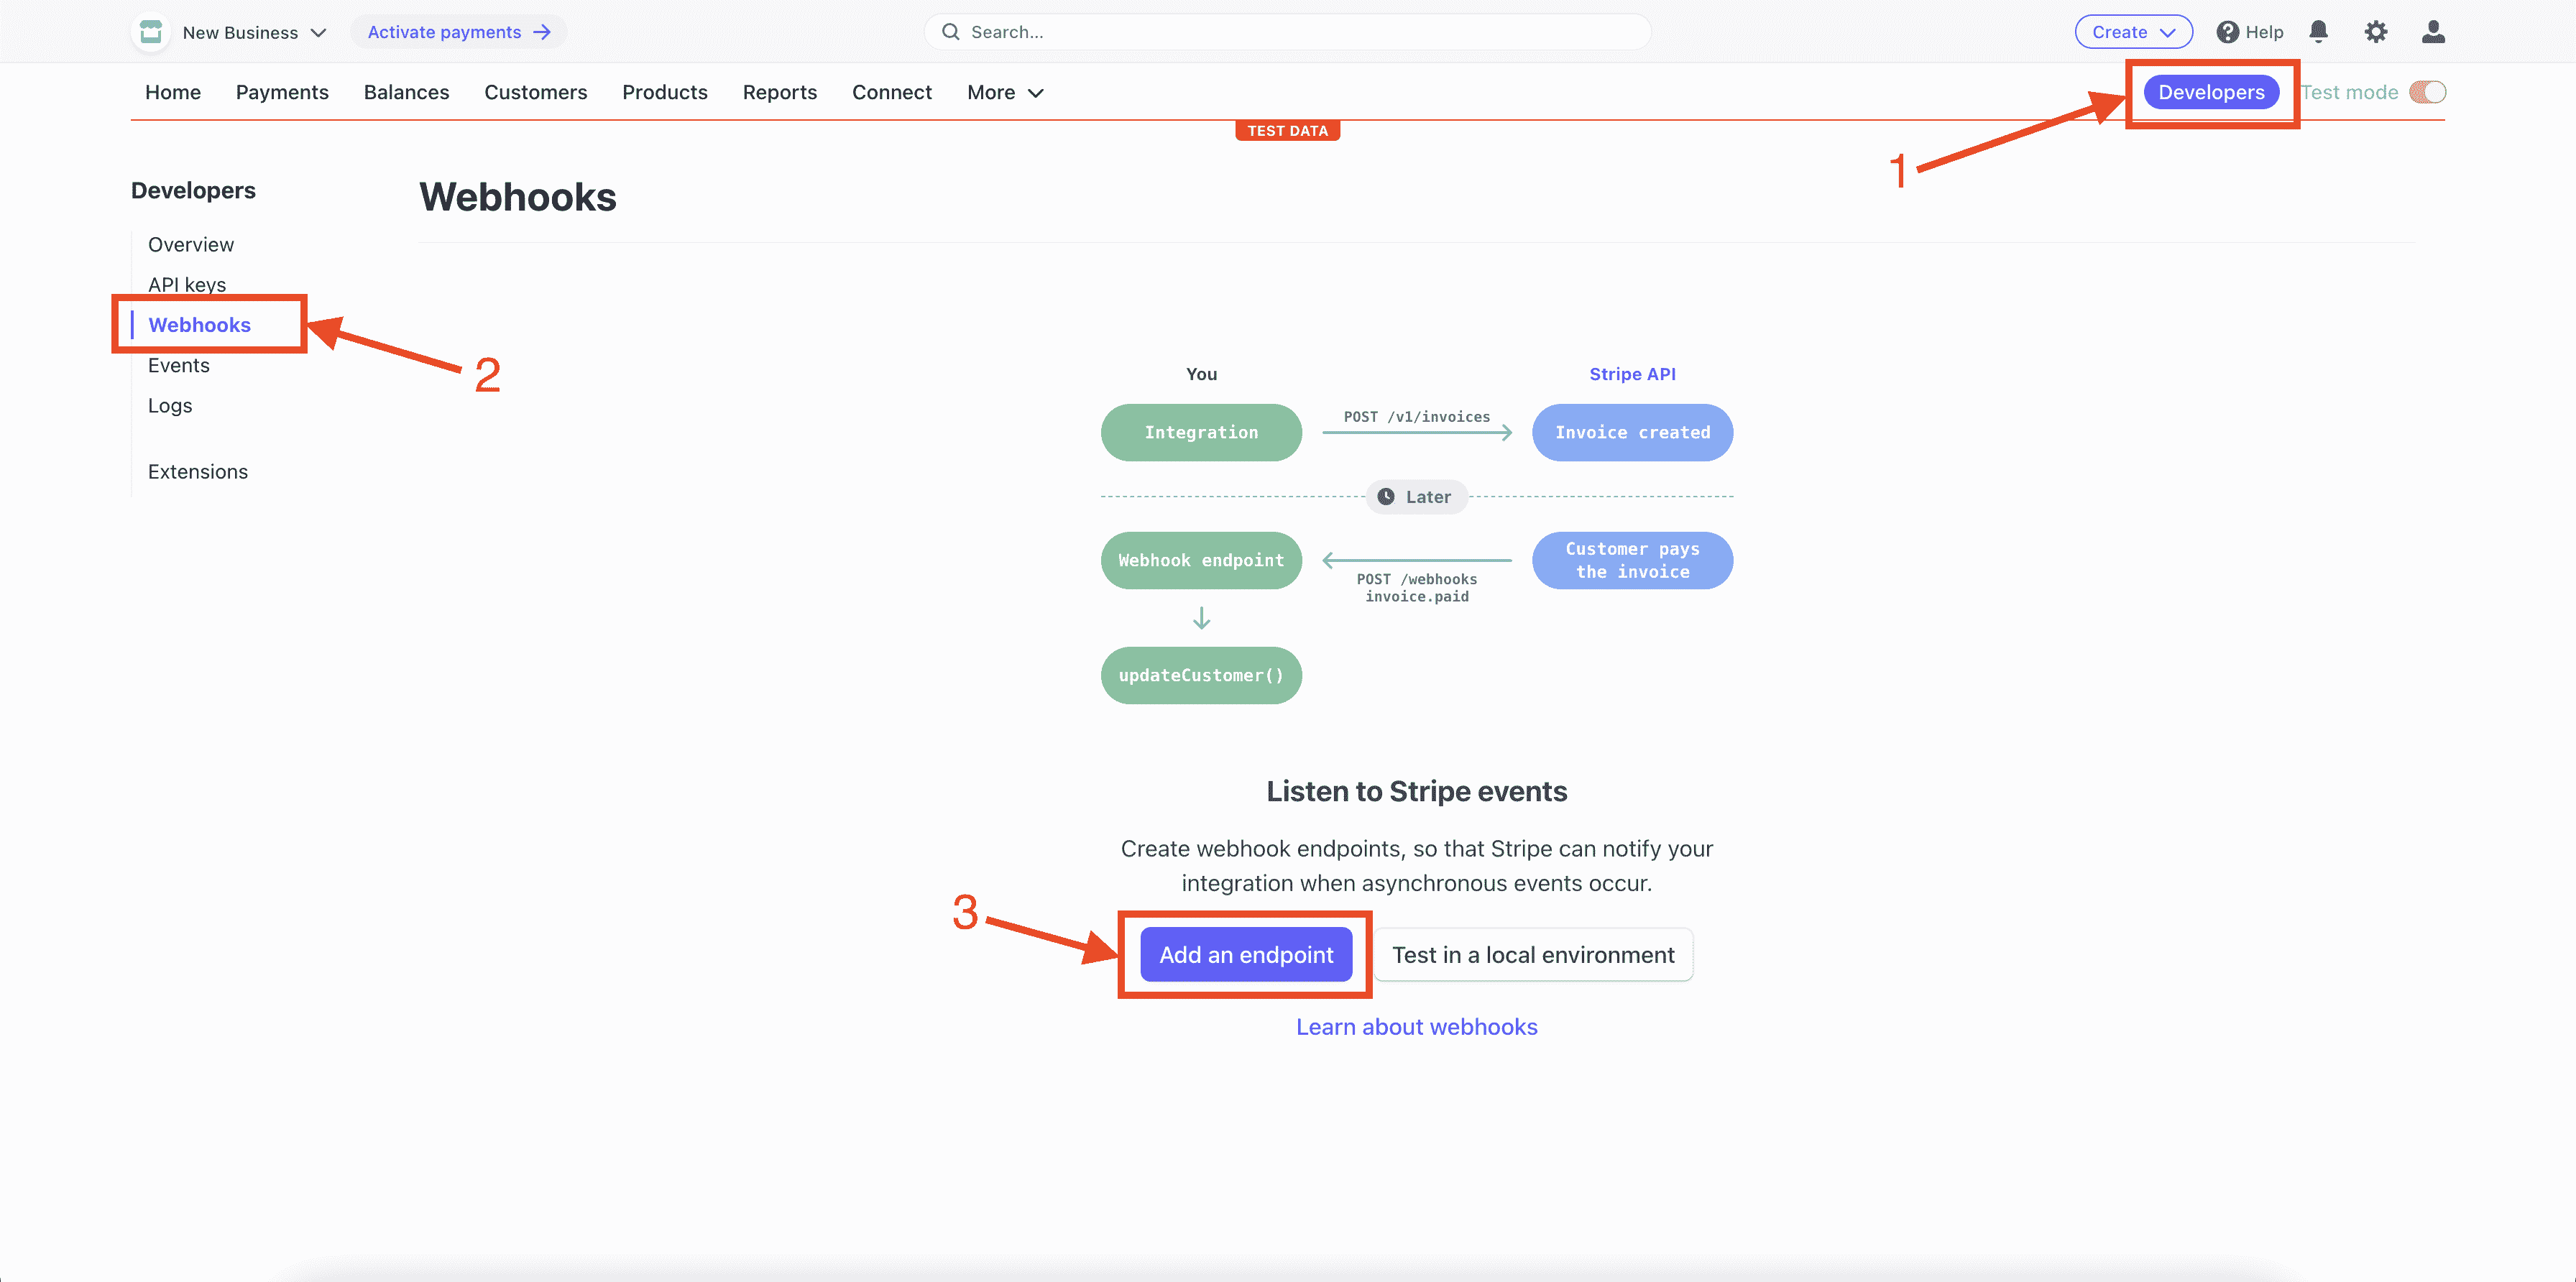 New Business
Activate payments
Search...
Create
Help
Home
Payments
Balances
Customers
Products
Reports
Connect
More
Developers
Test mode
TEST DATA
1
Developers
Overview
API keys
Webhooks
Events
Logs
Extensions
2
Webhooks
You
Stripe API
Integration
POST /v1/invoices
Invoice created
Later
Webhook endpoint
POST /webhooks
invoice.paid
Customer pays
the invoice
updateCustomer()
Listen to Stripe events
Create webhook endpoints, so that Stripe can notify your
integration when asynchronous events occur.
3
Add an endpoint
Test in a local environment
Learn about webhooks